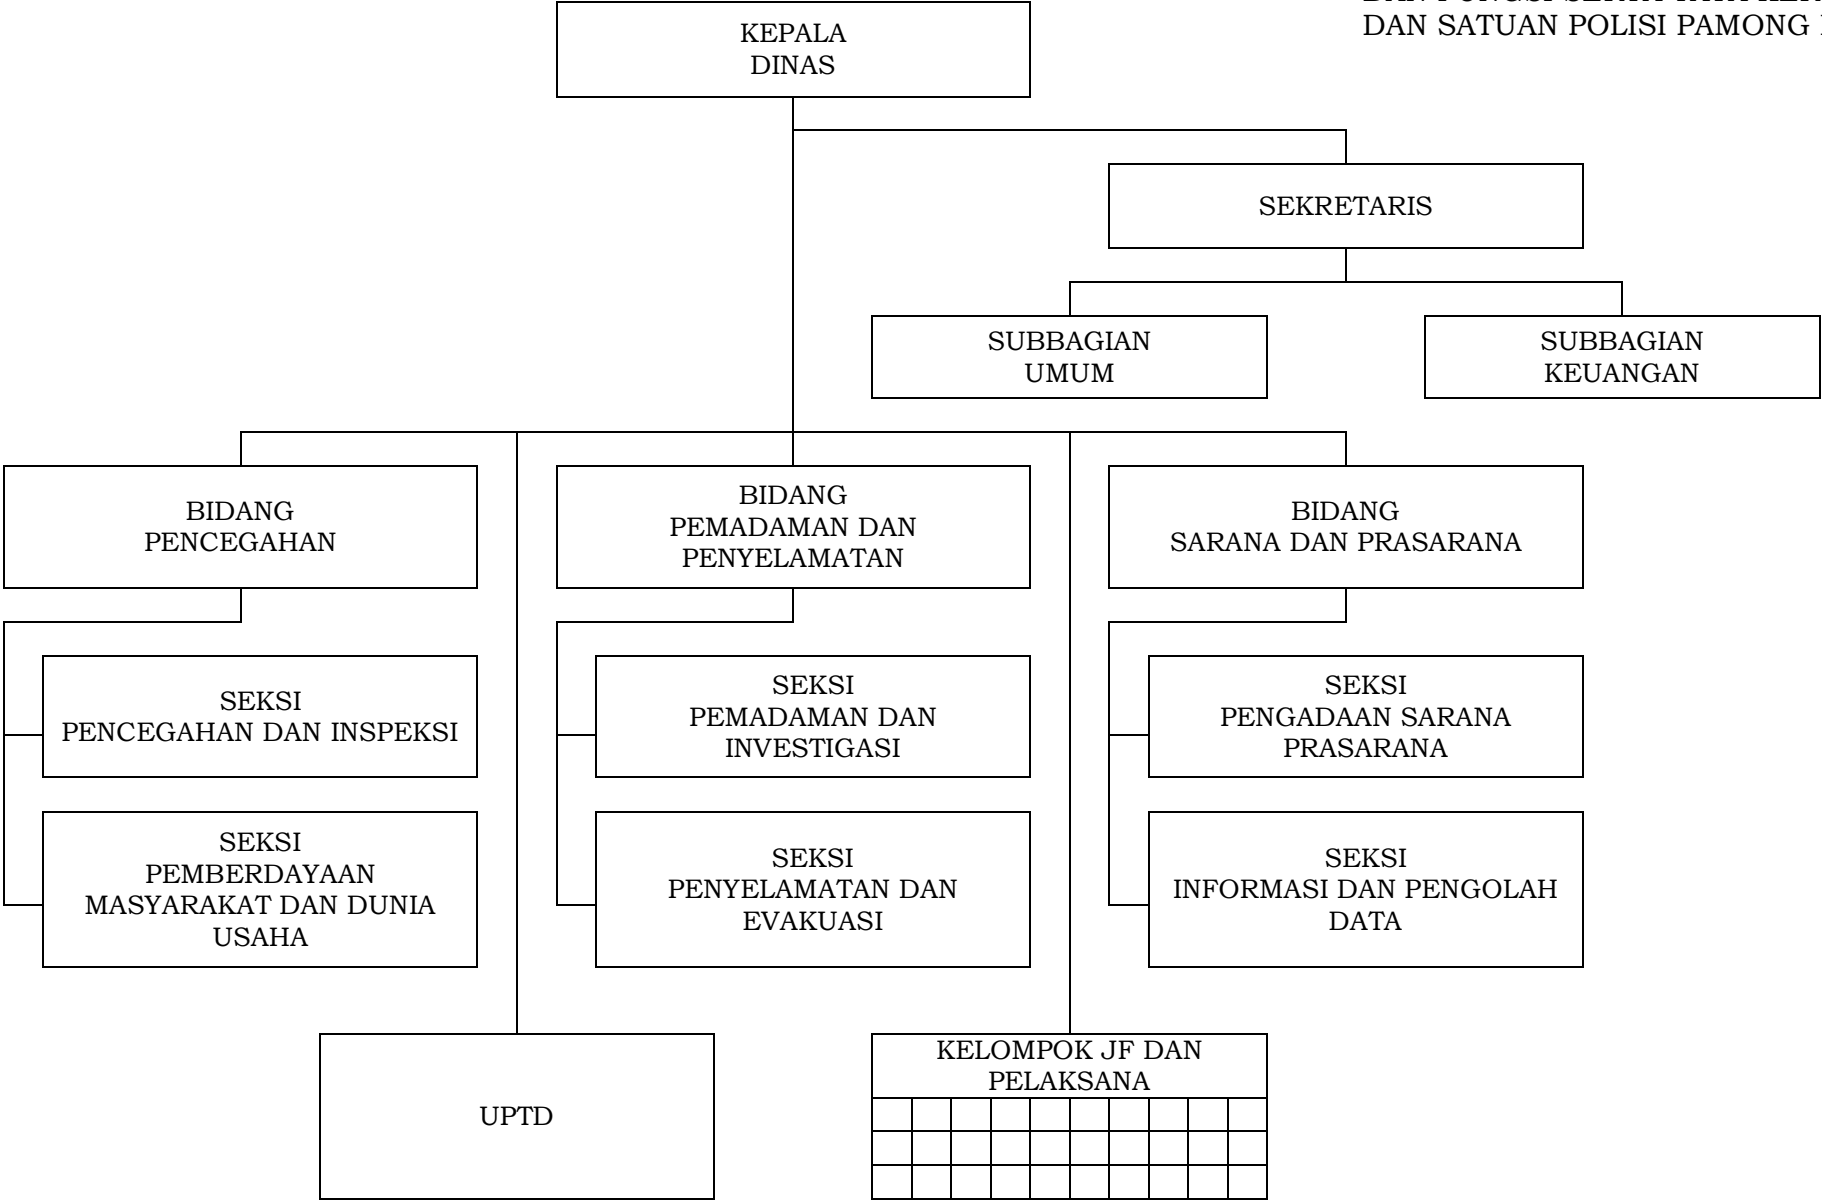 DAN SATUAN POLISI PAMONG
KEPALA
DINAS
SEKRETARIS
SUBBAGIAN
UMUM
SUBBAGIAN
KEUANGAN
BIDANG
PENCEGAHAN
BIDANG
PEMADAMAN DAN
PENYELAMATAN
BIDANG
SARANA DAN PRASARANA
SEKSI
PENCEGAHAN DAN INSPEKSI
SEKSI
PEMADAMAN DAN
INVESTIGASI
SEKSI
PENGADAAN SARANA
PRASARANA
SEKSI
PEMBERDAYAAN
MASYARAKAT DAN DUNIA
USAHA
SEKSI
PENYELAMATAN DAN
EVAKUASI
SEKSI
INFORMASI DAN PENGOLAH
DATA
UPTD
KELOMPOK JF DAN
PELAKSANA